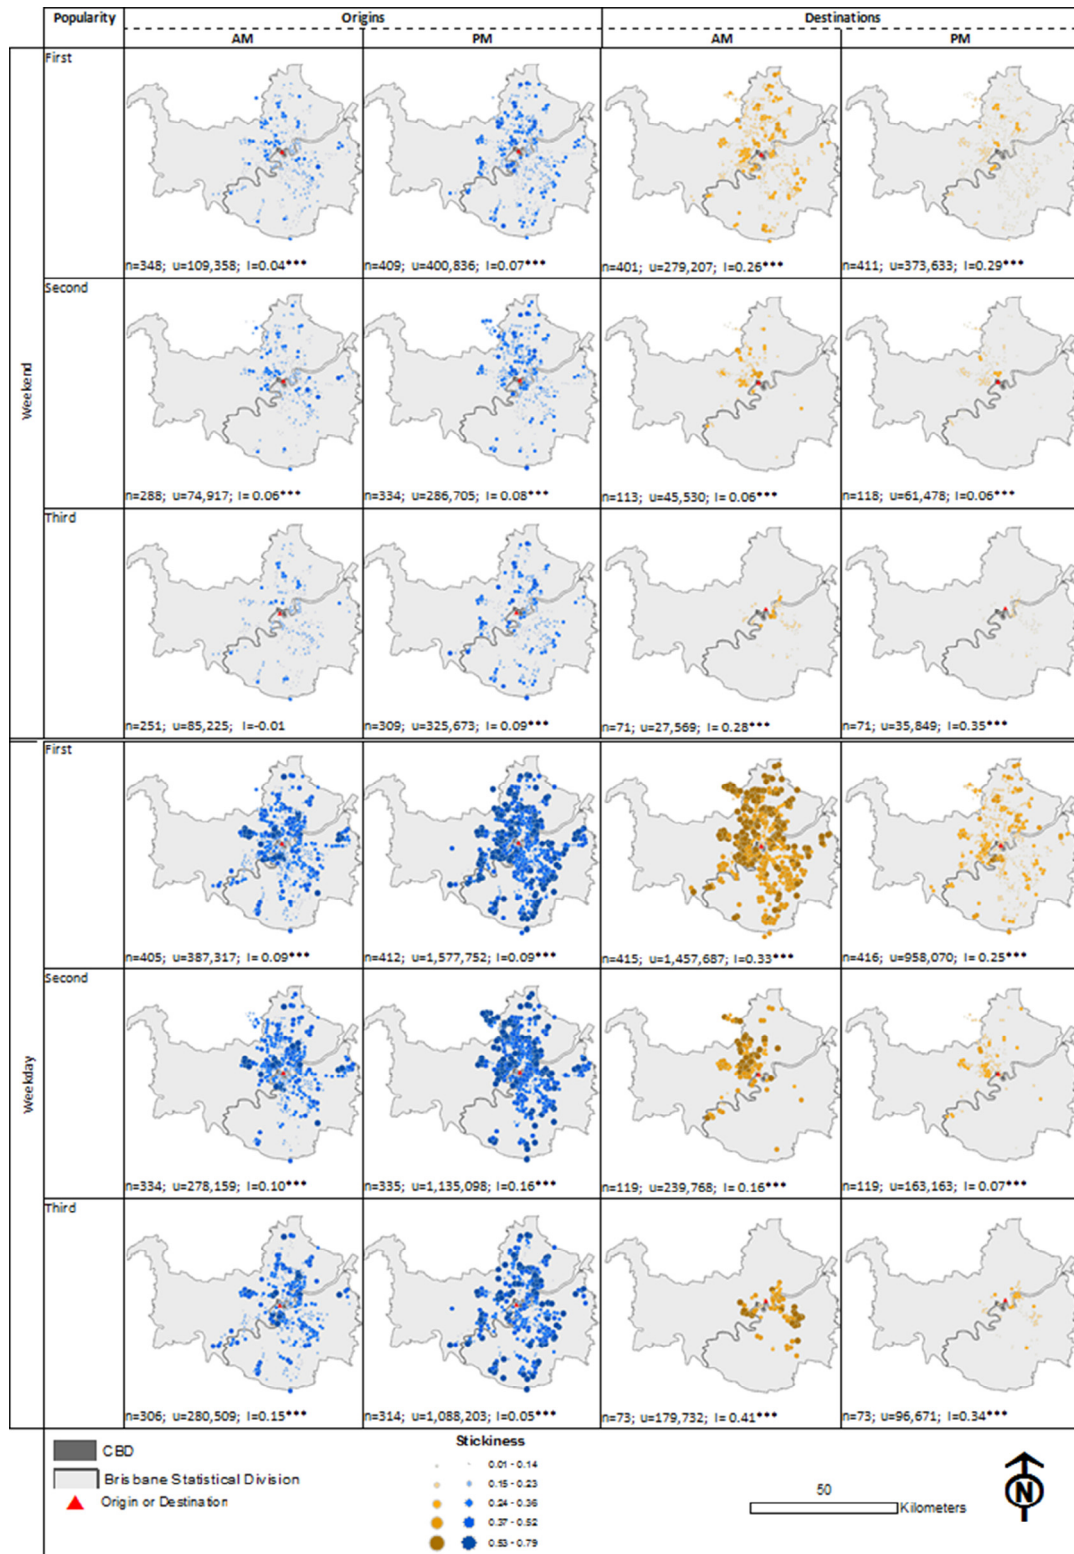 Popularity Origins Destinations
AM PM AM PM
First
n=348; u=109,358; I=0.04*** n=409; u=400,836; I=0.07*** n=401; u=279,207; I=0.26*** n=411; u=373,633; I=0.29***
Second
Weekend
n=288; u=74,917; I= 0.06*** n=334; u=286,705; I=0.08*** n=113; u=45,530; I= 0.06*** n=118; u=61,478; I=0.06***
Third
n=251; u=85,225; I=-0.01 n=309; u=325,673; I= 0.09*** n=71; u=27,569; I= 0.28*** n=71; u=35,849; I= 0.35***
First
n=405; u=387,317; I= 0.09*** n=412; u=1,577,752; I=0.09*** n=415; u=1,457,687; I=0.33*** n=416; u=958,070; I= 0.25***
Second
Weekday
n=334; u=278,159; I=0.10*** n=335; u=1,135,098; I=0.16*** n=119; u=239,768; I= 0.16*** n=119; u=163,163; I= 0.07***
Third
n=306; u=280,509; I=0.15*** n=314; u=1,088,203; I=0.05*** n=73; u=179,732; I= 0.41*** n=73; u=96,671; I= 0.34***
Stickiness
CBD
0.01 - 0.14
Brisbane Statistical Division
0.15 - 0.23
Origin or Destination
0.24 - 0.36
50
Kilometers
N
0.37 - 0.52
0.53 - 0.79